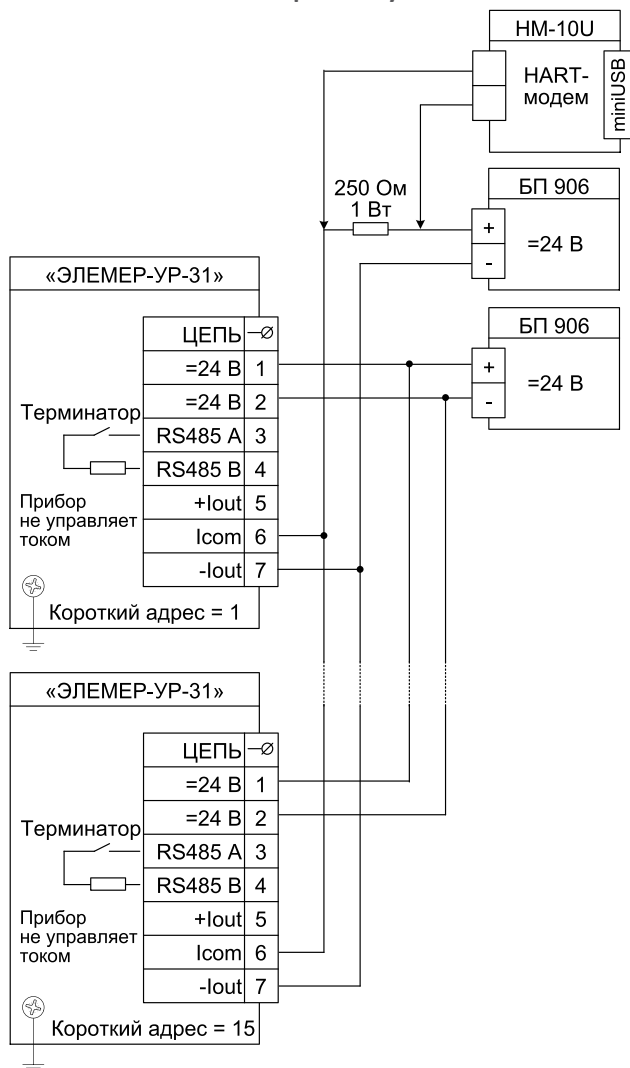 НМ-10U
HART-
модем
miniUSB
250 Ом
1 Вт
БП 906
+
=24 В
-
«ЭЛЕМЕР-УР-31»
БП 906
+
=24 В
-
ЦЕПЬ
=24 В 1
=24 В 2
Терминатор
RS485 A 3
RS485 B 4
Прибор
не управляет
током
+Iout 5
Icom 6
-Iout 7
Короткий адрес = 1
«ЭЛЕМЕР-УР-31»
ЦЕПЬ
=24 В 1
=24 В 2
Терминатор
RS485 A 3
RS485 B 4
Прибор
не управляет
током
+Iout 5
Icom 6
-Iout 7
Короткий адрес = 15